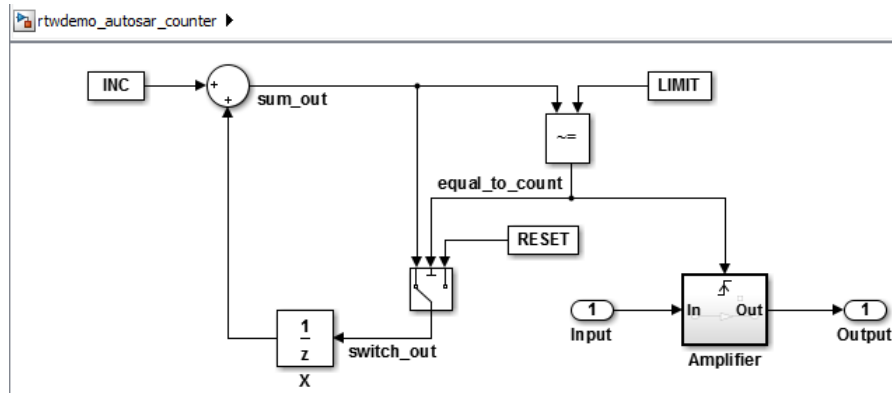 rtwdemo_autosar_counter
INC
+
+
sum_out
LIMIT
~=
equal_to_count
RESET
1
z
X
switch_out
1
Input
In
Out
Amplifier
1
Output